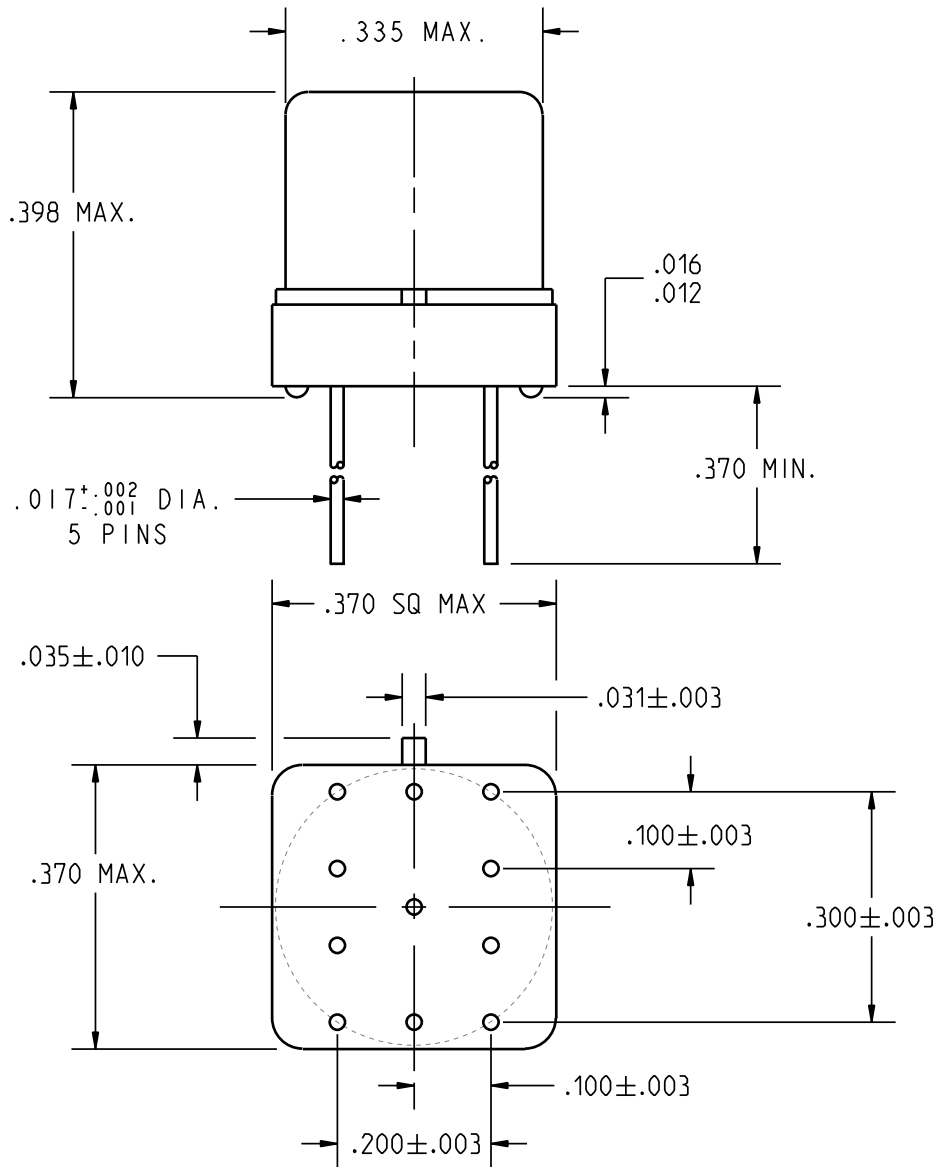 .335 MAX.
.398 MAX.
.016
.012
.370 MIN.
.017 +.002 -.001 DIA.
5 PINS
.370 SQ MAX
.035±.010
.031±.003
.100±.003
.370 MAX.
.300±.003
.100±.003
.200±.003